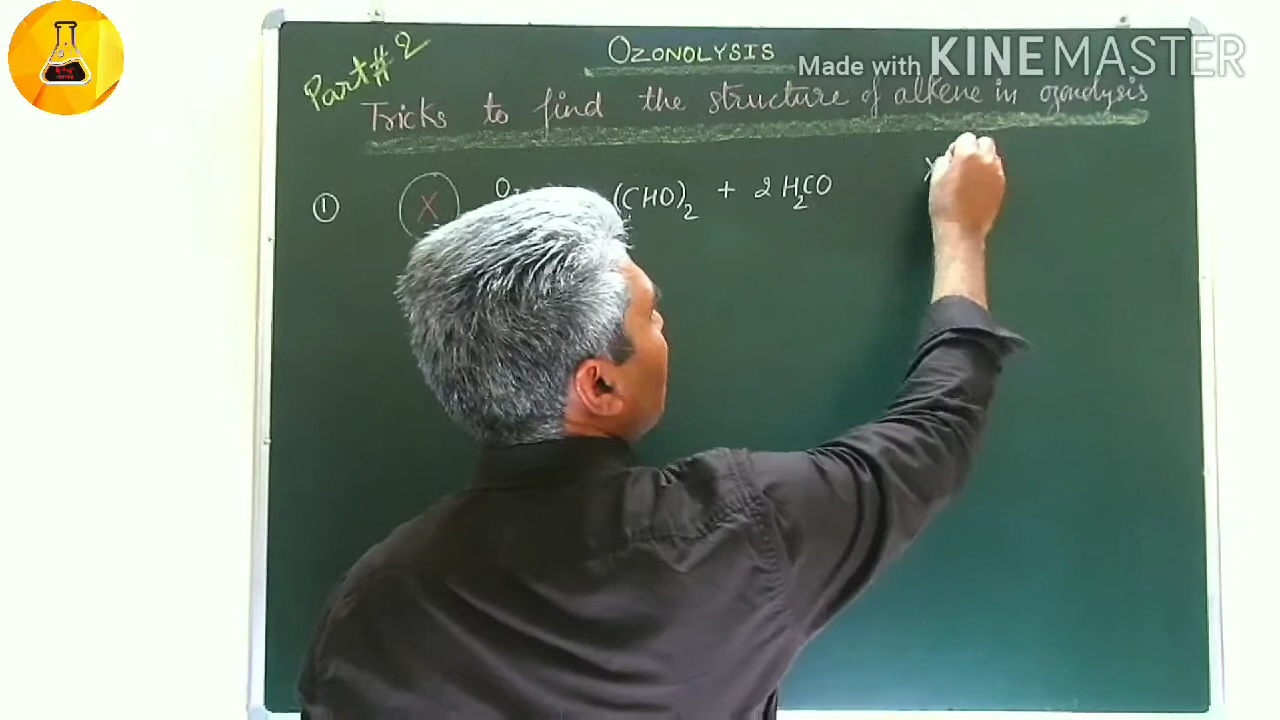 Part # 2
OZONOLYSIS
Made with KINEMASTER
Tricks to find the structure of alkene in ozonolysis
① X (CHO)₂ + 2 H₂CO